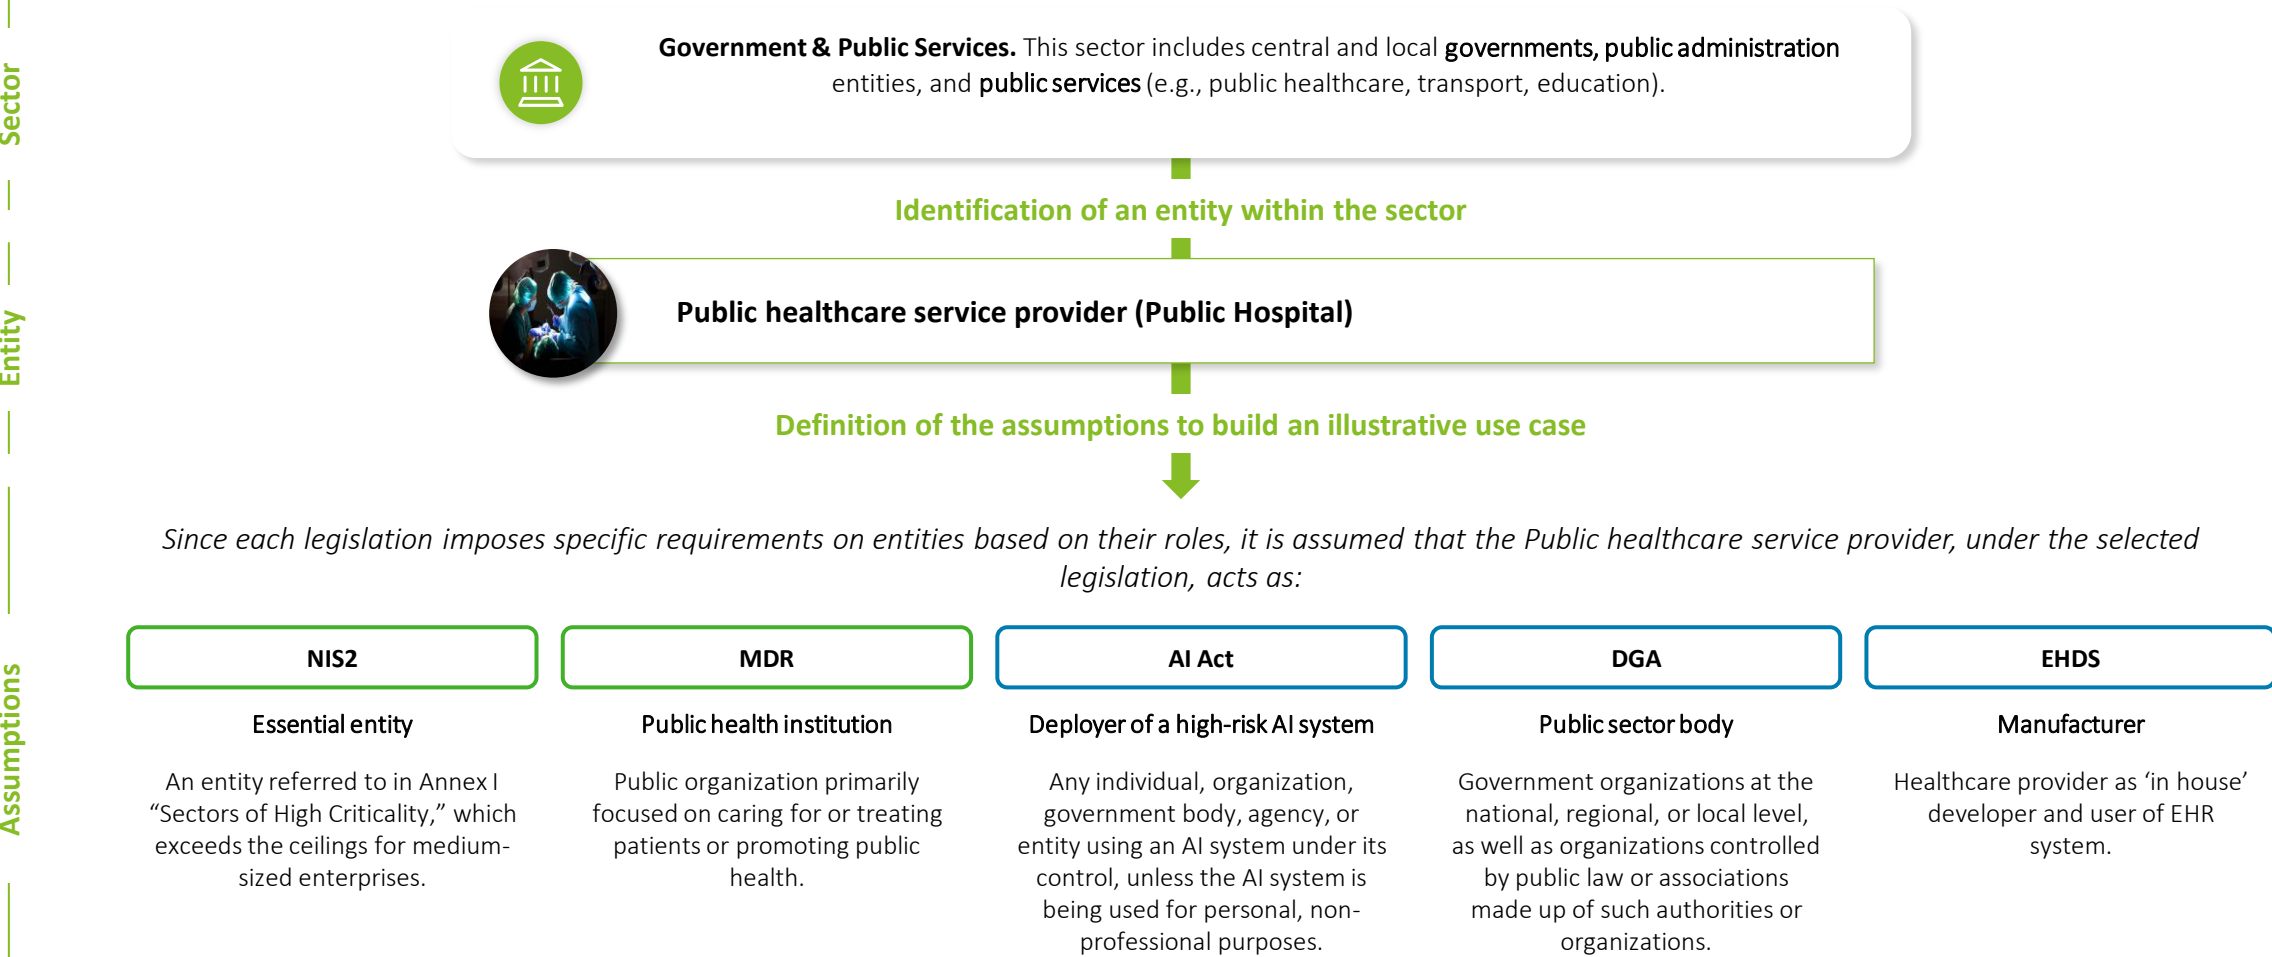 Sector
Government & Public Services. This sector includes central and local governments, public administration
entities, and public services (e.g., public healthcare, transport, education).
Identification of an entity within the sector
Entity
Public healthcare service provider (Public Hospital)
Definition of the assumptions to build an illustrative use case
Assumptions
Since each legislation imposes specific requirements on entities based on their roles, it is assumed that the Public healthcare service provider, under the selected
legislation, acts as:
NIS2
Essential entity
An entity referred to in Annex I
“Sectors of High Criticality,” which
exceeds the ceilings for medium-
sized enterprises.
MDR
Public health institution
Public organization primarily
focused on caring for or treating
patients or promoting public
health.
AI Act
Deployer of a high-risk AI system
Any individual, organization,
government body, agency, or
entity using an AI system under its
control, unless the AI system is
being used for personal, non-
professional purposes.
DGA
Public sector body
Government organizations at the
national, regional, or local level,
as well as organizations controlled
by public law or associations
made up of such authorities or
organizations.
EHDS
Manufacturer
Healthcare provider as ‘in house’
developer and user of EHR
system.